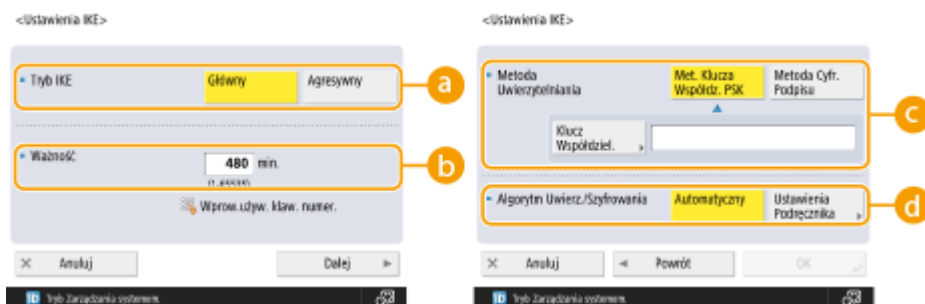 <Ustawienia IKE>
Tryb IKE
Główny
Agresywny
a
Ważność
480 min.
b
Wprow.używ. klaw. numer.
Anuluj
Dalej
Tryb Zarządzania systemem.
<Ustawienia IKE>
Metoda
Uwierzytelniania
Met. Klucza
Współdz. PSK
Metoda Cyfr.
Podpisu
c
Klucz
Współdziel.
Algorytm Uwierz./Szyfrowania
Automatyczny
Ustawienia
Podręcznika
d
Anuluj
Powrót
OK
Tryb Zarządzania systemem.